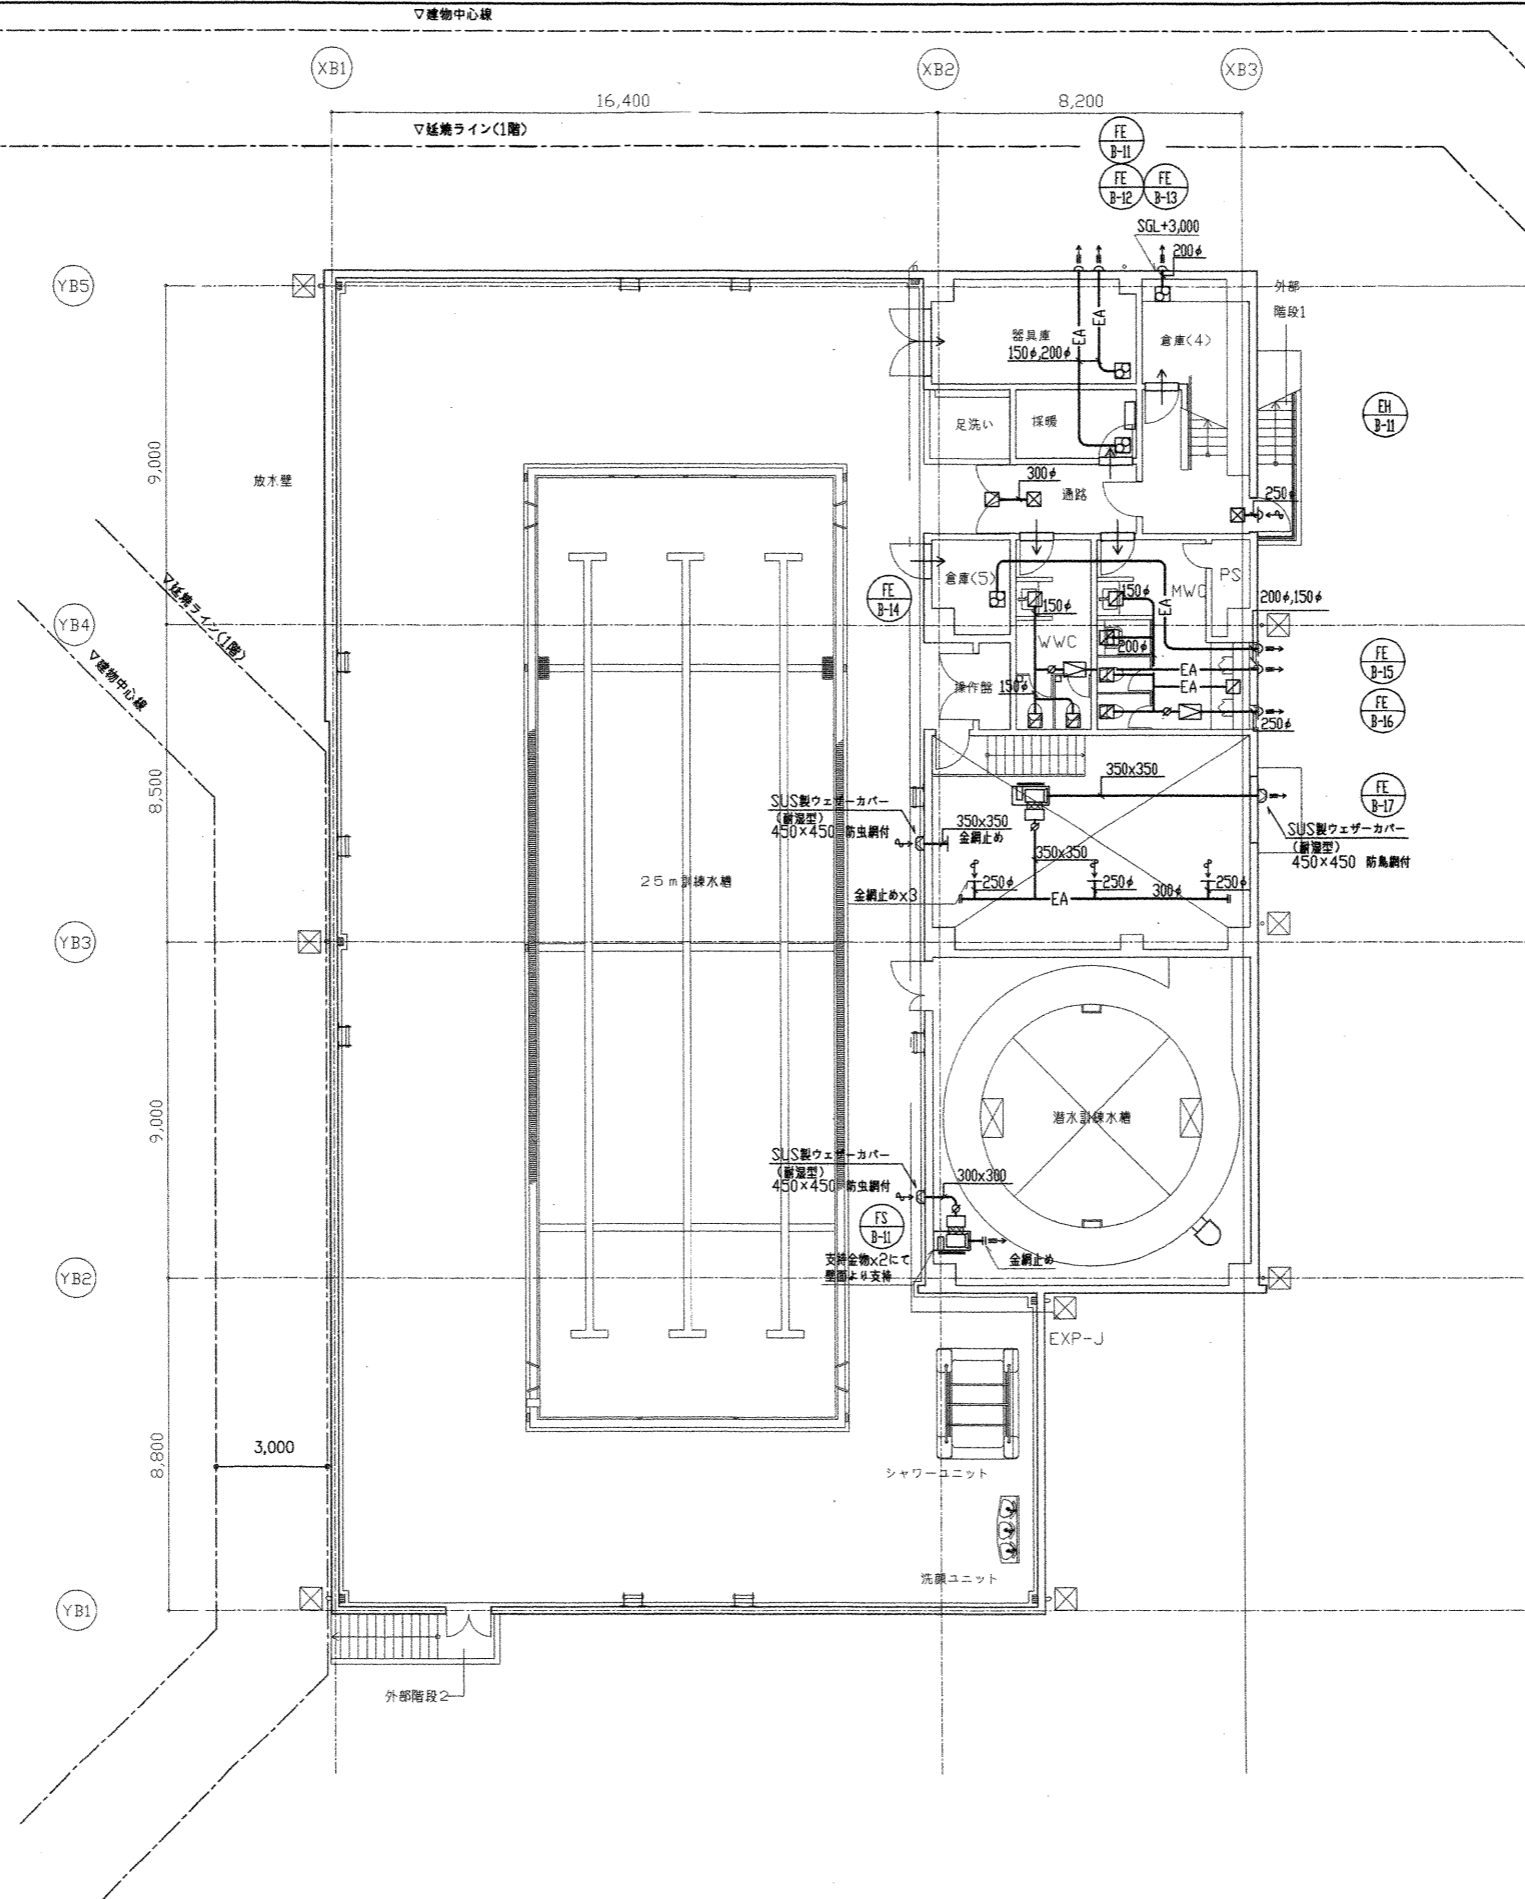 ▽建物中心線
XB1
XB2
XB3
16,400
8,200
▽延焼ライン(1階)
FE
B-11
FE
B-12
FE
B-13
SGL+3,000
200φ
YB5
外部
階段1
器具庫
150φ,200φ
EA
EA
倉庫(4)
EH
B-11
足洗い
採暖
9,000
放水壁
300φ
通路
250φ
▽延焼ライン(1階)
倉庫(5)
PS
MWC
FE
B-14
150φ
150φ
EA
200φ,150φ
YB4
WWC
200φ
▽建物中心線
操作盤
150φ
EA
EA
FE
B-15
FE
B-16
250φ
8,500
350x350
SUS製ウェザーカバー
(耐湿型)
450×450 防虫網付
350x350
金網止め
FE
B-17
SUS製ウェザーカバー
(耐湿型)
450×450 防鳥網付
350x350
25m訓練水槽
金網止めx3
250φ
250φ
300φ
250φ
EA
YB3
9,000
潜水訓練水槽
SUS製ウェザーカバー
(耐湿型)
450×450 防虫網付
300x300
FS
B-11
支持金物x2にて
壁面より支持
金網止め
YB2
EXP-J
8,800
3,000
シャワーユニット
洗顔ユニット
YB1
外部階段2